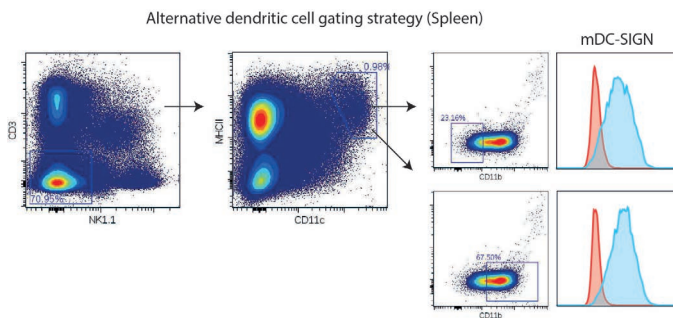 Alternative dendritic cell gating strategy (Spleen)
mDC-SIGN
0.98%
23.16%
CD3
MHCII
70.95%
NK1.1
CD11c
CD11b
67.50%
CD11b